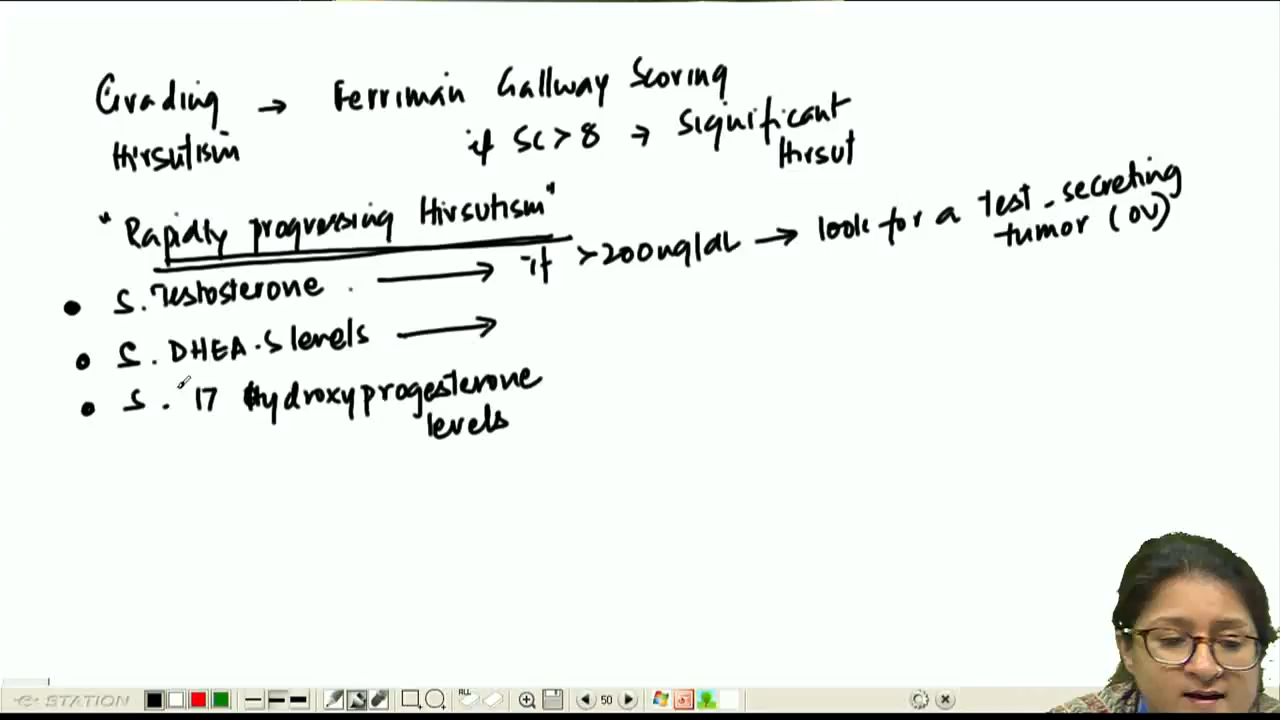 Grading → Ferriman Gallway Scoring
Hirsutism
if Sc > 8 → Significant
Hirsut
"Rapidly progressing Hirsutism"
• S. Testosterone → if >200ng/dL → look for a test. secreting
tumor (OV)
• S. DHEA-S levels →
• S. 17 Hydroxyprogesterone
levels
e-STATION
ALL
50